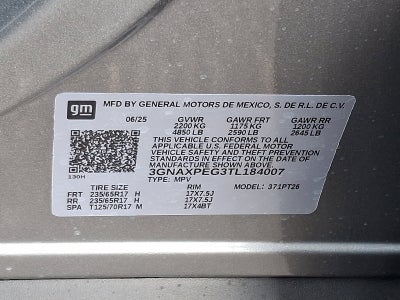 gm
MFD BY GENERAL MOTORS DE MEXICO, S. DE R.L. DE C.V.
06/25 GVWR GAWR FRT GAWR RR
2200 KG 1175 KG 1200 KG
4850 LB 2590 LB 2645 LB
THIS VEHICLE CONFORMS TO ALL
APPLICABLE U.S. FEDERAL MOTOR
VEHICLE SAFETY AND THEFT PREVENTION
STANDARDS IN EFFECT ON THE DATE OF
MANUFACTURE SHOWN ABOVE.
3GNAXPEG3TL184007
130H TYPE: MPV
TIRE SIZE RIM MODEL: 371PT26
FRT 235/65R17 H 17X7.5J
RR 235/65R17 H 17X7.5J
SPA T125/70R17 M 17X4BT